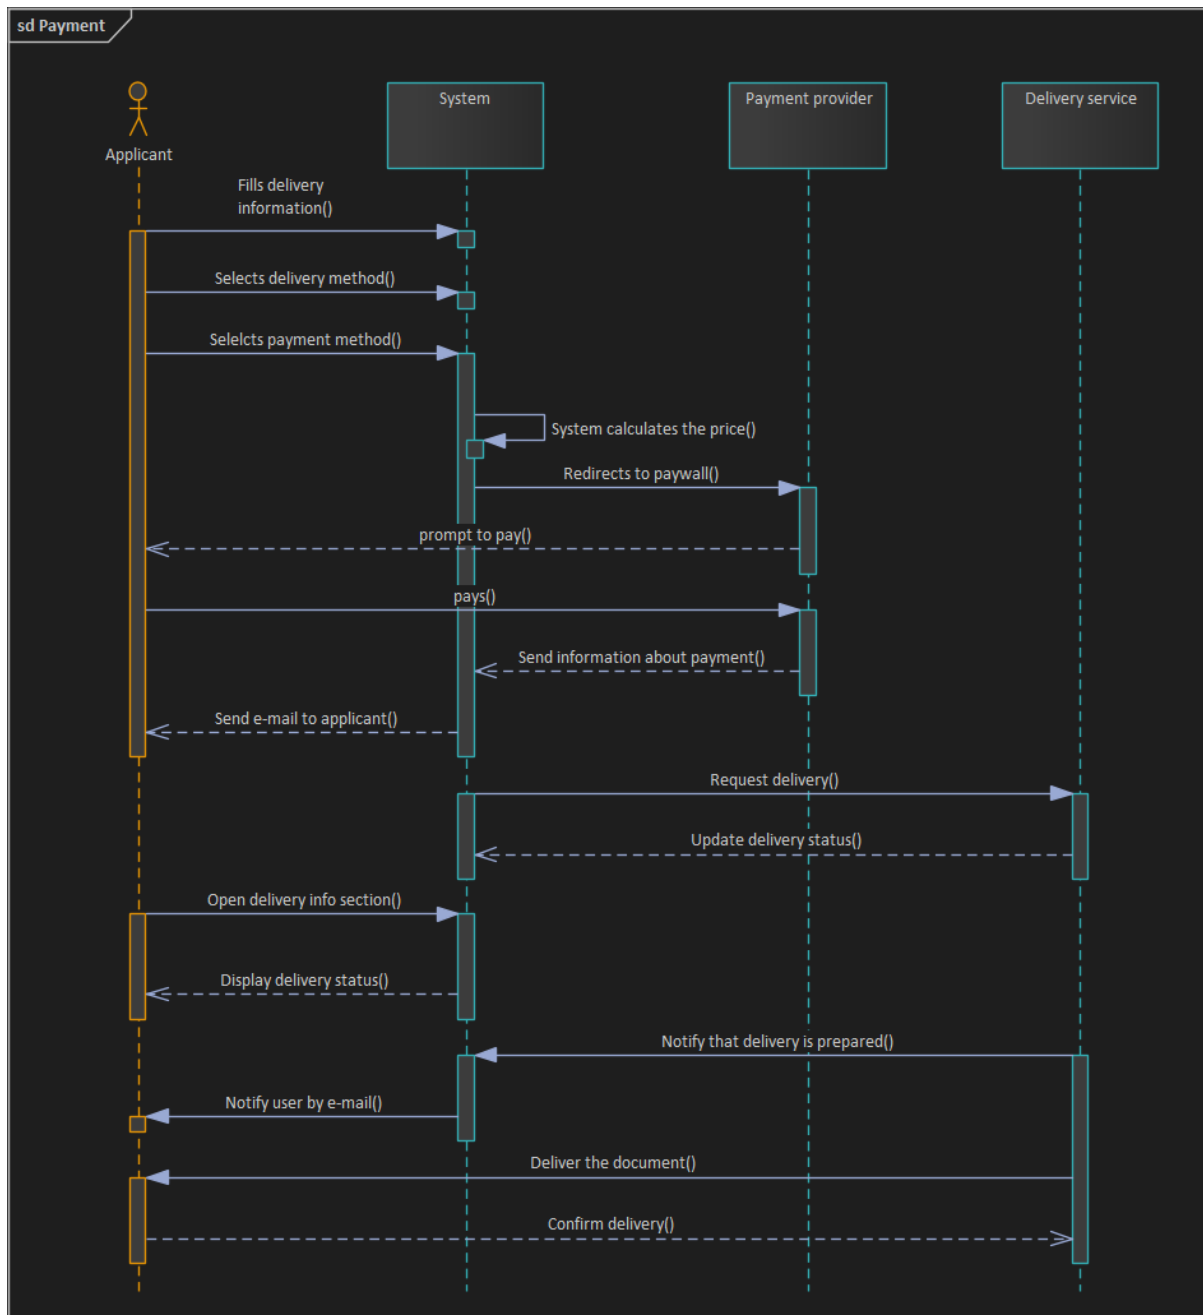 sd Payment
System
Payment provider
Delivery service
Applicant
Fills delivery
information()
Selects delivery method()
Selelcts payment method()
System calculates the price()
Redirects to paywall()
prompt to pay()
pays()
Send information about payment()
Send e-mail to applicant()
Request delivery()
Update delivery status()
Open delivery info section()
Display delivery status()
Notify that delivery is prepared()
Notify user by e-mail()
Deliver the document()
Confirm delivery()